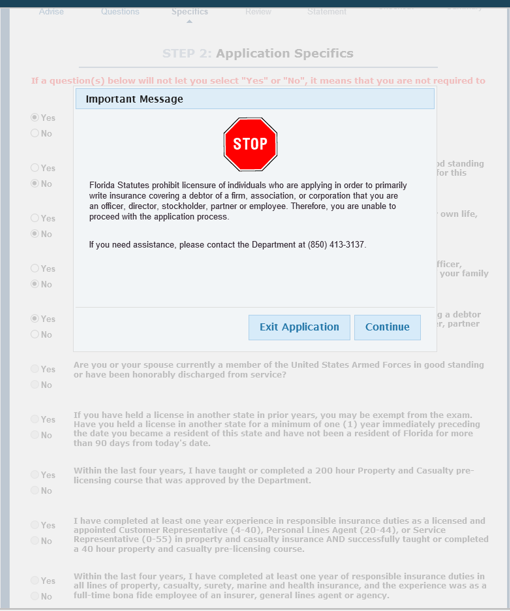 Advise Questions Specifics Review Statement
STEP 2: Application Specifics
If a question(s) below will not let you select "Yes" or "No", it means that you are not required to
Important Message
Yes
No
STOP
Yes
od standing
for this
No
Florida Statutes prohibit licensure of individuals who are applying in order to primarily
write insurance covering a debtor of a firm, association, or corporation that you are
an officer, director, stockholder, partner or employee. Therefore, you are unable to
proceed with the application process.
Yes
own life,
No
If you need assistance, please contact the Department at (850) 413-3137.
Yes
fficer,
your family
No
Yes
g a debtor
er, partner
No
Exit Application Continue
Yes
Are you or your spouse currently a member of the United States Armed Forces in good standing
or have been honorably discharged from service?
No
Yes
If you have held a license in another state in prior years, you may be exempt from the exam.
Have you held a license in another state for a minimum of one (1) year immediately preceding
No
the date you became a resident of this state and have not been a resident of Florida for more
than 90 days from today's date.
Yes
Within the last four years, I have taught or completed a 200 hour Property and Casualty pre-
licensing course that was approved by the Department.
No
Yes
I have completed at least one year experience in responsible insurance duties as a licensed and
appointed Customer Representative (4-40), Personal Lines Agent (20-44), or Service
No
Representative (0-55) in property and casualty insurance AND successfully taught or completed
a 40 hour property and casualty pre-licensing course.
Yes
Within the last four years, I have completed at least one year of responsible insurance duties in
all lines of property, casualty, surety, marine and health insurance, and the experience was as a
No
full-time bona fide employee of an insurer, general lines agent or agency.